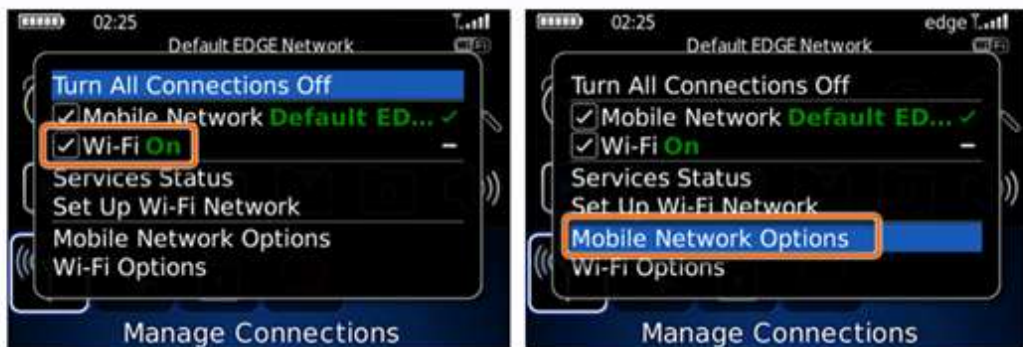 02:25
Default EDGE Network
WiFi
Turn All Connections Off
Mobile Network Default ED...
Wi-Fi On
Services Status
Set Up Wi-Fi Network
Mobile Network Options
Wi-Fi Options
Manage Connections
02:25 edge
Default EDGE Network
WiFi
Turn All Connections Off
Mobile Network Default ED...
Wi-Fi On
Services Status
Set Up Wi-Fi Network
Mobile Network Options
Wi-Fi Options
Manage Connections